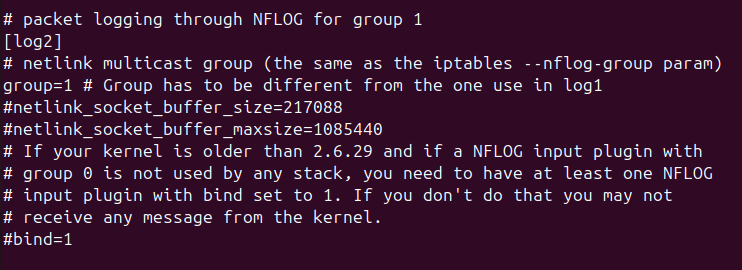 # packet logging through NFLOG for group 1
[log2]
# netlink multicast group (the same as the iptables --nflog-group param)
group=1 # Group has to be different from the one use in log1
#netlink_socket_buffer_size=217088
#netlink_socket_buffer_maxsize=1085440
# If your kernel is older than 2.6.29 and if a NFLOG input plugin with
# group 0 is not used by any stack, you need to have at least one NFLOG
# input plugin with bind set to 1. If you don't do that you may not
# receive any message from the kernel.
#bind=1